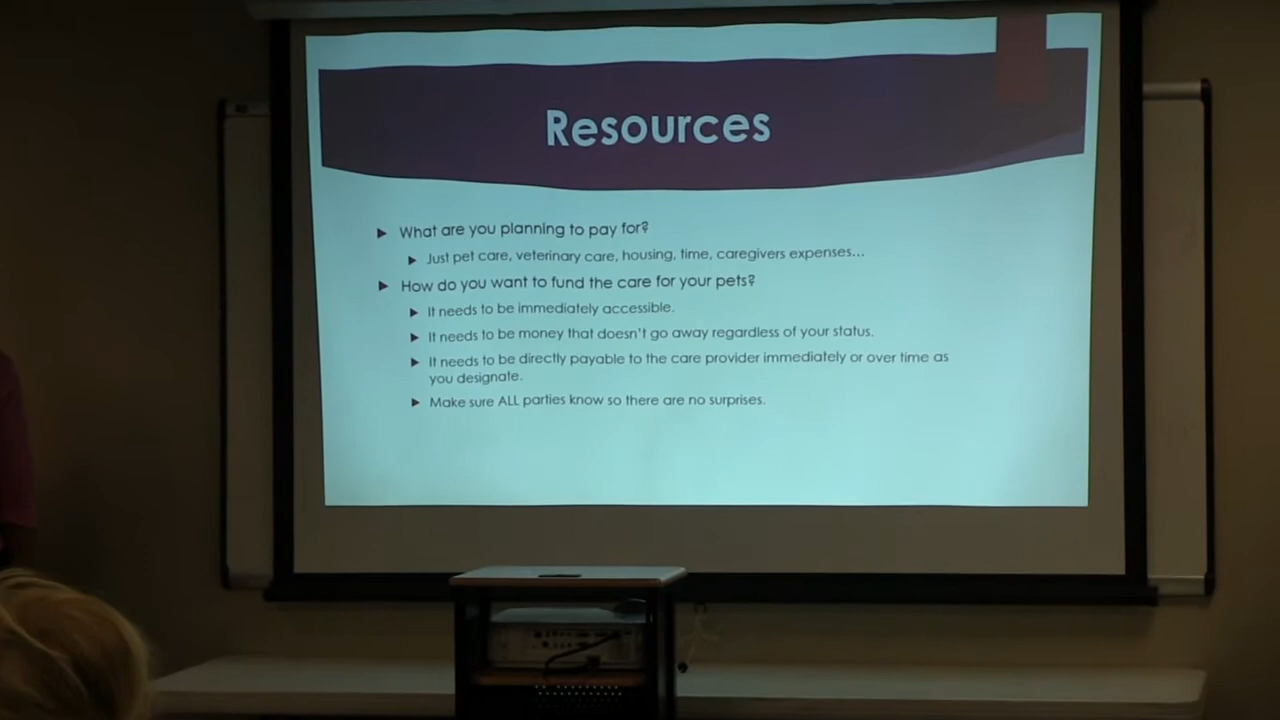 Resources
What are you planning to pay for?
Just pet care, veterinary care, housing, time, caregivers expenses...
How do you want to fund the care for your pets?
It needs to be immediately accessible.
It needs to be money that doesn't go away regardless of your status.
It needs to be directly payable to the care provider immediately or over time as
you designate.
Make sure ALL parties know so there are no surprises.